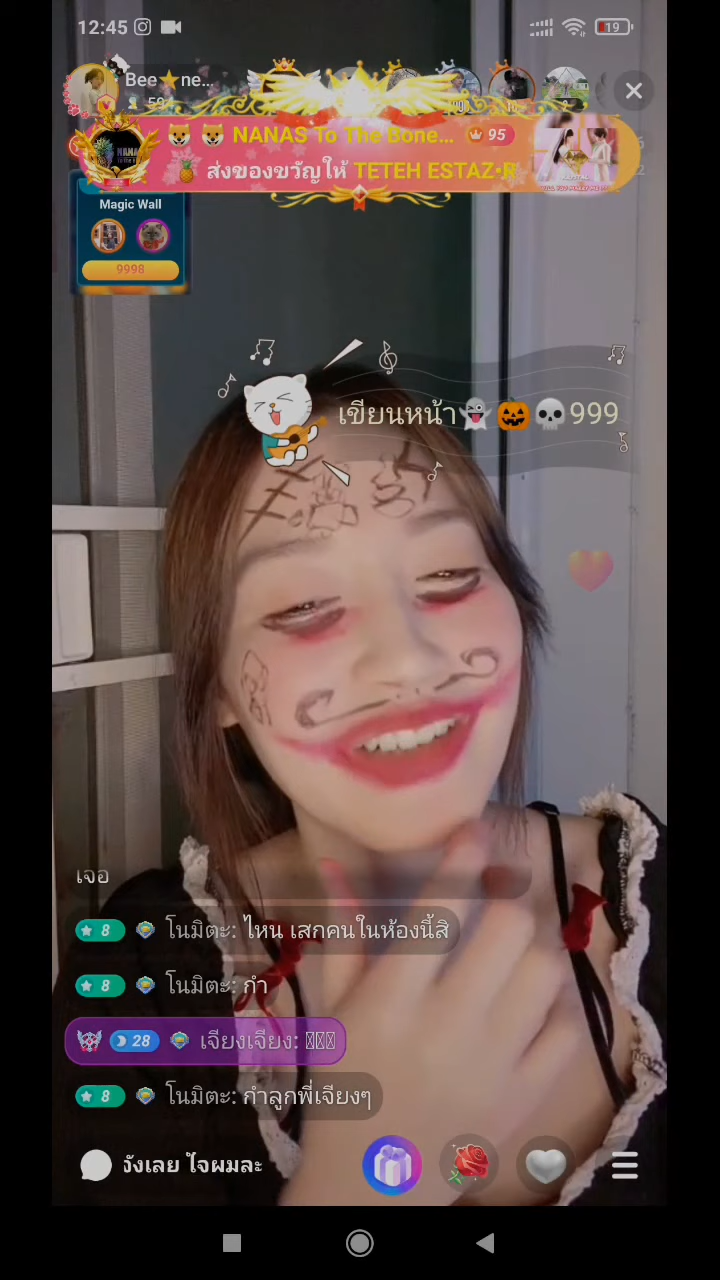 12:45
19
Bee⭐ne...
NANAS To The Bone... 95
ส่งของขวัญให้ TETEH ESTAZ•R
Magic Wall
9998
เขียนหน้า👻🎃💀999
เจอ
8 โนมิตะ: ไหน เสกคนในห้องนี้สิ
8 โนมิตะ: กำ
28 เจียงเจียง:
8 โนมิตะ: กำลูกพี่เจียงๆ
จังเลย ใจผมละ